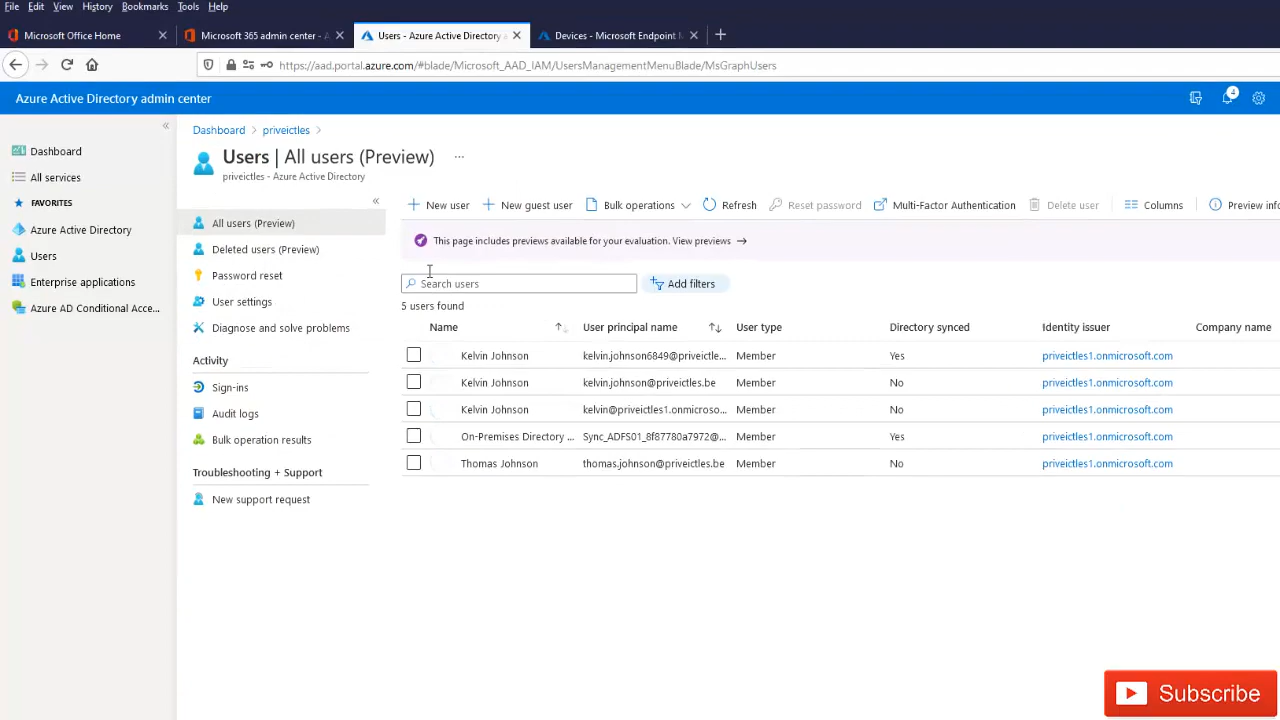 File Edit View History Bookmarks Tools Help
Microsoft Office Home
Microsoft 365 admin center - A
Users - Azure Active Directory a
Devices - Microsoft Endpoint M
https://aad.portal.azure.com/#blade/Microsoft_AAD_IAM/UsersManagementMenuBlade/MsGraphUsers
Azure Active Directory admin center
4
Dashboard
All services
FAVORITES
Azure Active Directory
Users
Enterprise applications
Azure AD Conditional Acce...
Dashboard > priveictles >
Users | All users (Preview) ...
priveictles - Azure Active Directory
All users (Preview)
Deleted users (Preview)
Password reset
User settings
Diagnose and solve problems
Activity
Sign-ins
Audit logs
Bulk operation results
Troubleshooting + Support
New support request
New user New guest user Bulk operations Refresh Reset password Multi-Factor Authentication Delete user Columns Preview info
This page includes previews available for your evaluation. View previews →
Search users
Add filters
5 users found
Name User principal name User type Directory synced Identity issuer Company name
Kelvin Johnson kelvin.johnson6849@priveictle... Member Yes priveictles1.onmicrosoft.com
Kelvin Johnson kelvin.johnson@priveictles.be Member No priveictles1.onmicrosoft.com
Kelvin Johnson kelvin@priveictles1.onmicroso... Member No priveictles1.onmicrosoft.com
On-Premises Directory ... Sync_ADFS01_8f87780a7972@... Member Yes priveictles1.onmicrosoft.com
Thomas Johnson thomas.johnson@priveictles.be Member No priveictles1.onmicrosoft.com
Subscribe